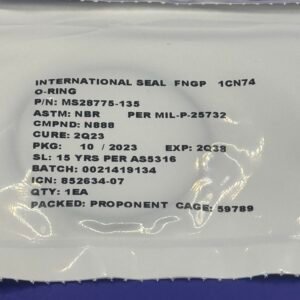 INTERNATIONAL SEAL FNGP 1CN74
O-RING
P/N: MS28775-135
ASTM: NBR PER MIL-P-25732
CMPND: N888
CURE: 2Q23
PKG: 10 / 2023 EXP: 2Q38
SL: 15 YRS PER AS5316
BATCH: 0021419134
ICN: 852634-07
QTY: 1EA
PACKED: PROPONENT CAGE: 59789